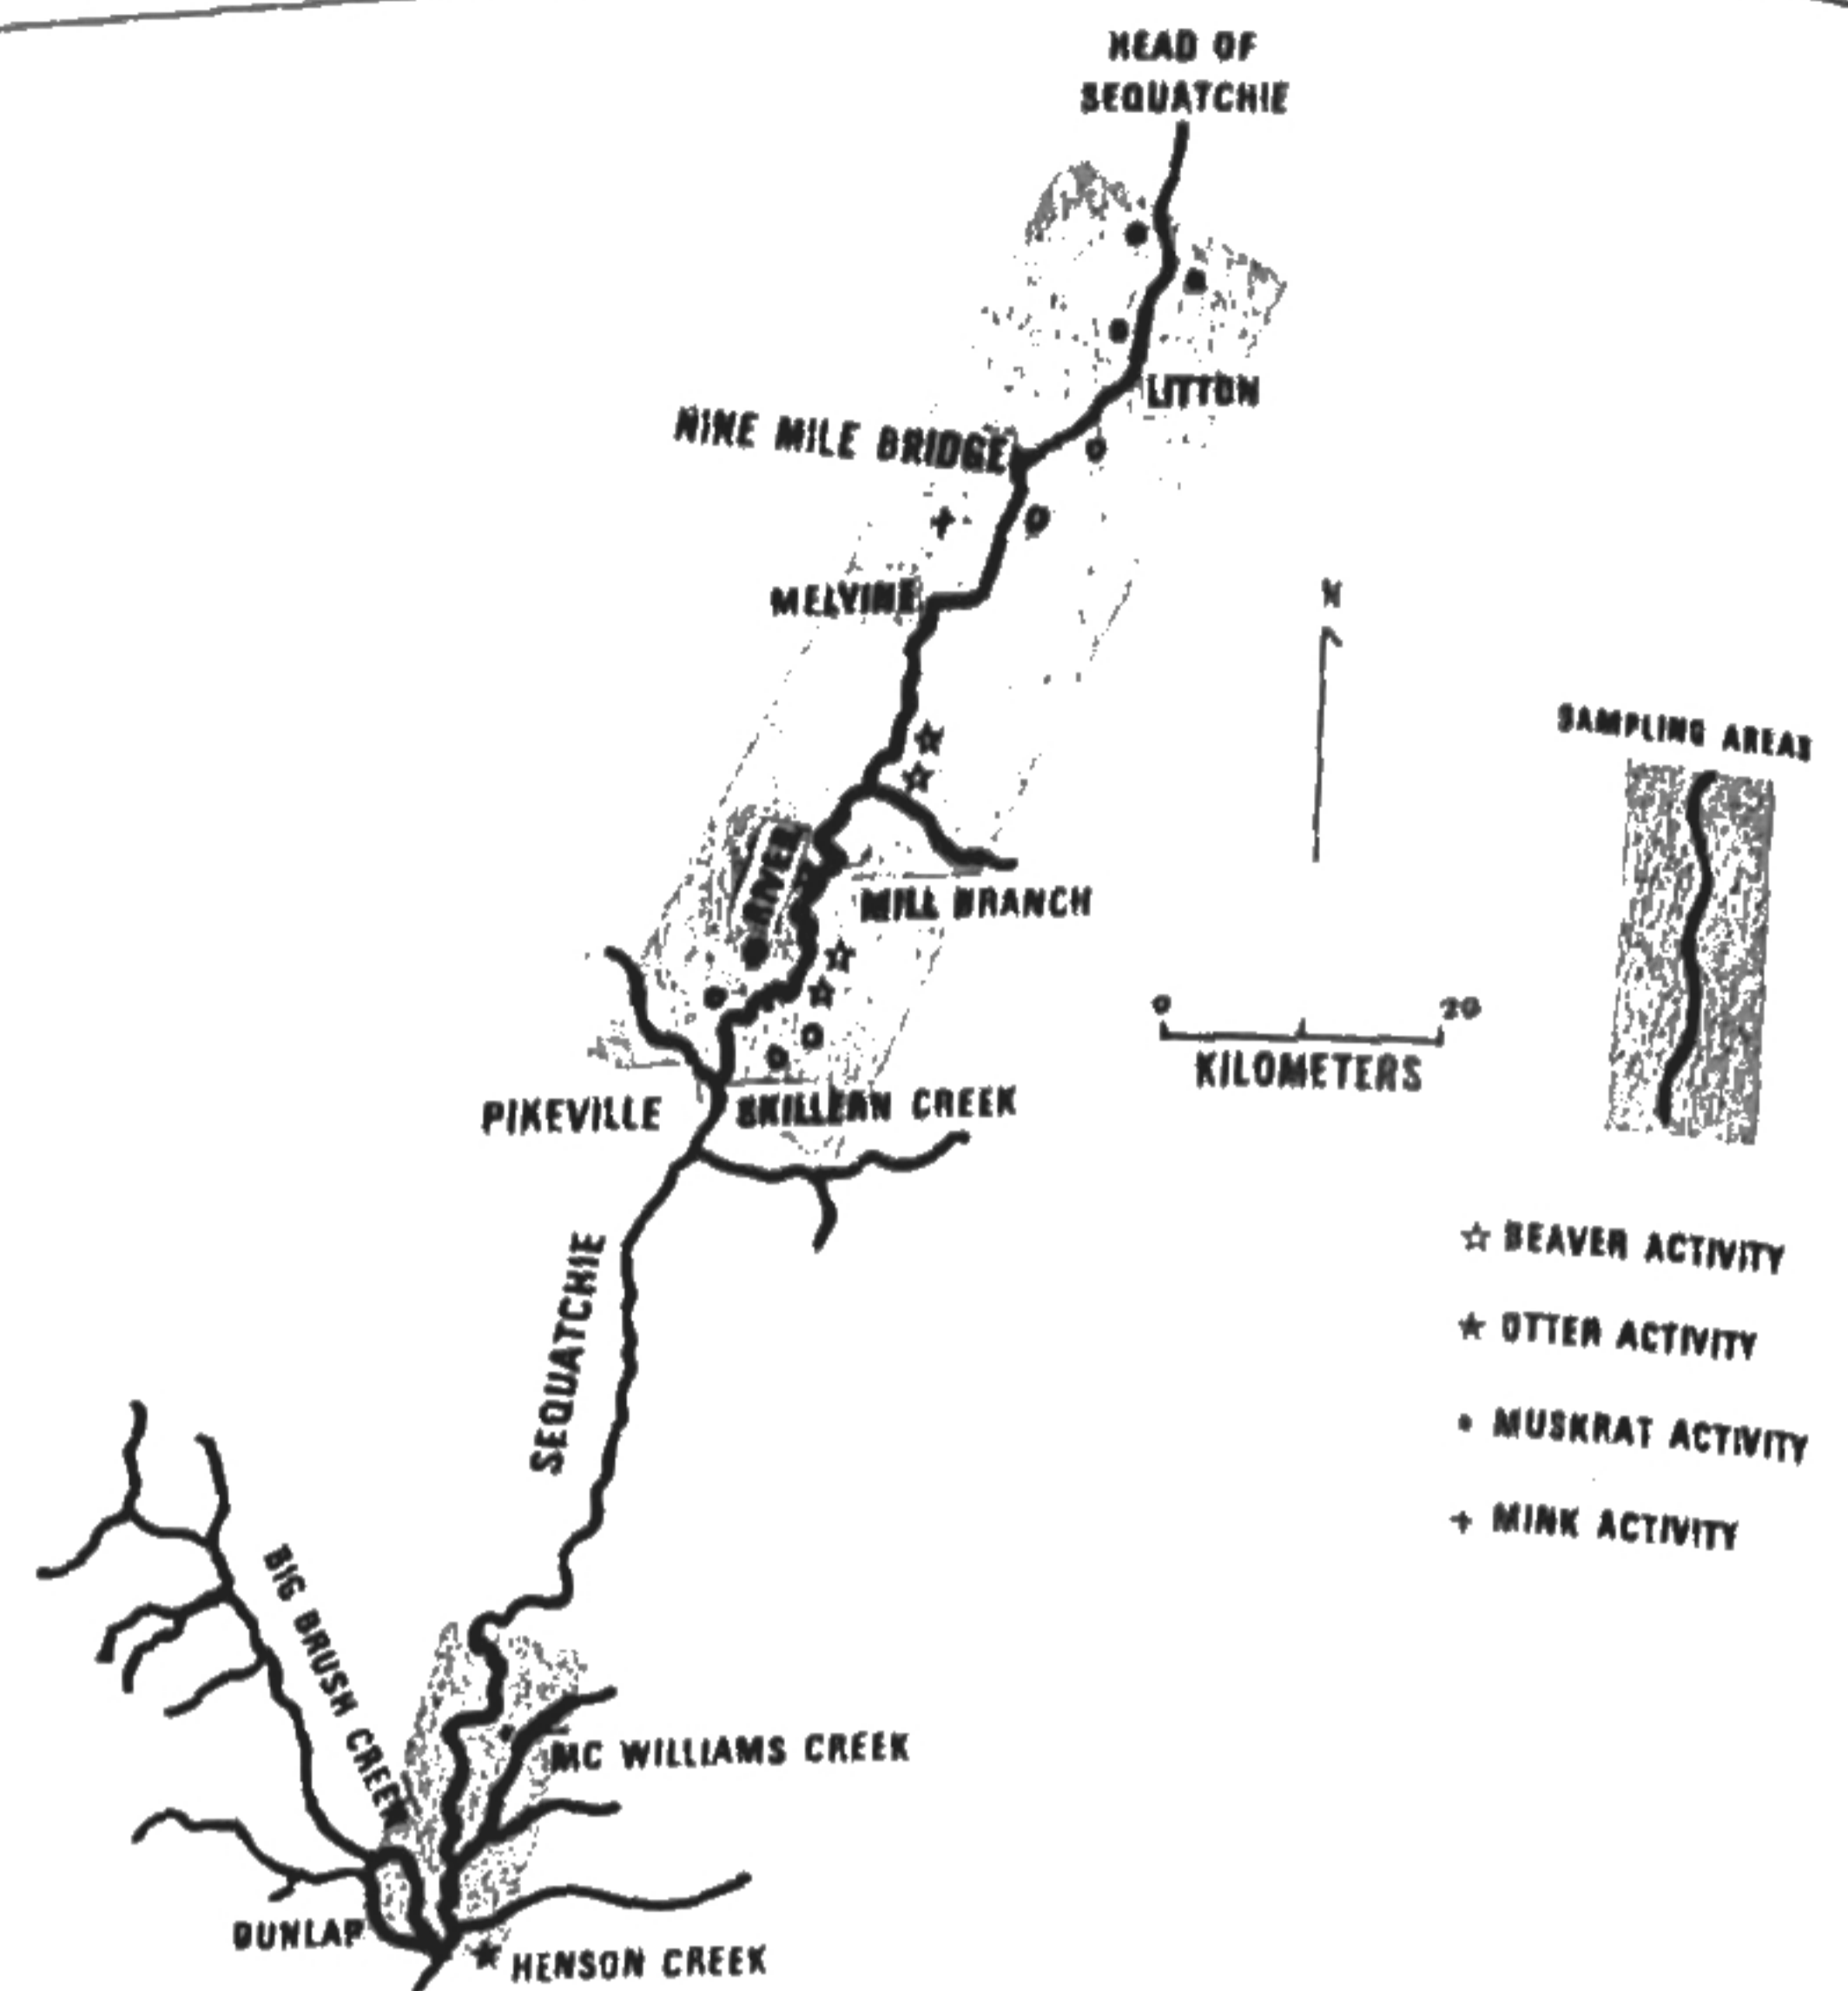 HEAD OF
SEQUATCHIE
LITTON
NINE MILE BRIDGE
MELVINE
N
SAMPLING AREAS
RIVER
MILL BRANCH
0 20
KILOMETERS
PIKEVILLE
SKILLERN CREEK
SEQUATCHIE
BEAVER ACTIVITY
OTTER ACTIVITY
MUSKRAT ACTIVITY
MINK ACTIVITY
BIG BRUSH CREEK
MC WILLIAMS CREEK
DUNLAP
HENSON CREEK